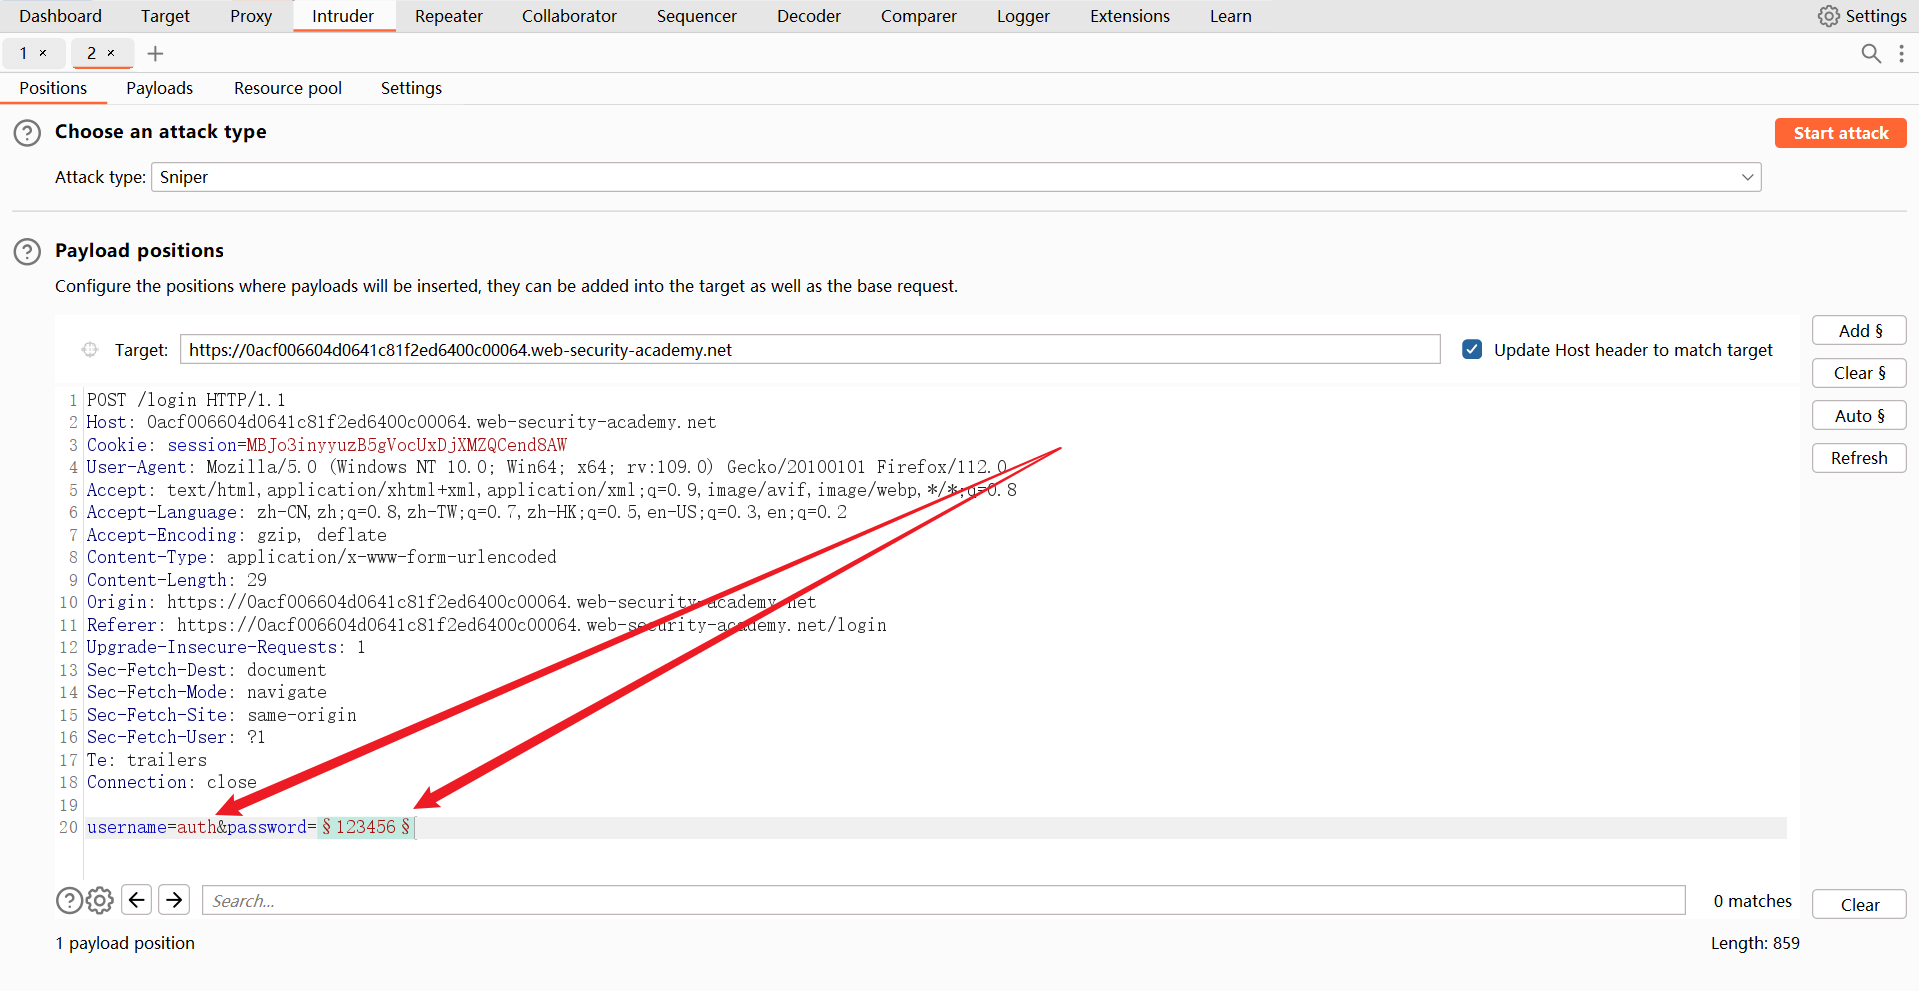 Dashboard Target Proxy Intruder Repeater Collaborator Sequencer Decoder Comparer Logger Extensions Learn Settings
1 × 2 × +
Positions Payloads Resource pool Settings
? Choose an attack type Start attack
Attack type: Sniper
? Payload positions
Configure the positions where payloads will be inserted, they can be added into the target as well as the base request.
Target: https://0acf006604d0641c81f2ed6400c00064.web-security-academy.net Update Host header to match target
Add §
Clear §
Auto §
Refresh
1 POST /login HTTP/1.1
2 Host: 0acf006604d0641c81f2ed6400c00064.web-security-academy.net
3 Cookie: session=MBJo3inyyuzB5gVocUxDjXMZQCend8AW
4 User-Agent: Mozilla/5.0 (Windows NT 10.0; Win64; x64; rv:109.0) Gecko/20100101 Firefox/112.0
5 Accept: text/html,application/xhtml+xml,application/xml;q=0.9,image/avif,image/webp,*/*;q=0.8
6 Accept-Language: zh-CN,zh;q=0.8,zh-TW;q=0.7,zh-HK;q=0.5,en-US;q=0.3,en;q=0.2
7 Accept-Encoding: gzip, deflate
8 Content-Type: application/x-www-form-urlencoded
9 Content-Length: 29
10 Origin: https://0acf006604d0641c81f2ed6400c00064.web-security-academy.net
11 Referer: https://0acf006604d0641c81f2ed6400c00064.web-security-academy.net/login
12 Upgrade-Insecure-Requests: 1
13 Sec-Fetch-Dest: document
14 Sec-Fetch-Mode: navigate
15 Sec-Fetch-Site: same-origin
16 Sec-Fetch-User: ?1
17 Te: trailers
18 Connection: close
19
20 username=auth&password=§123456§
? Search... 0 matches Clear
1 payload position Length: 859